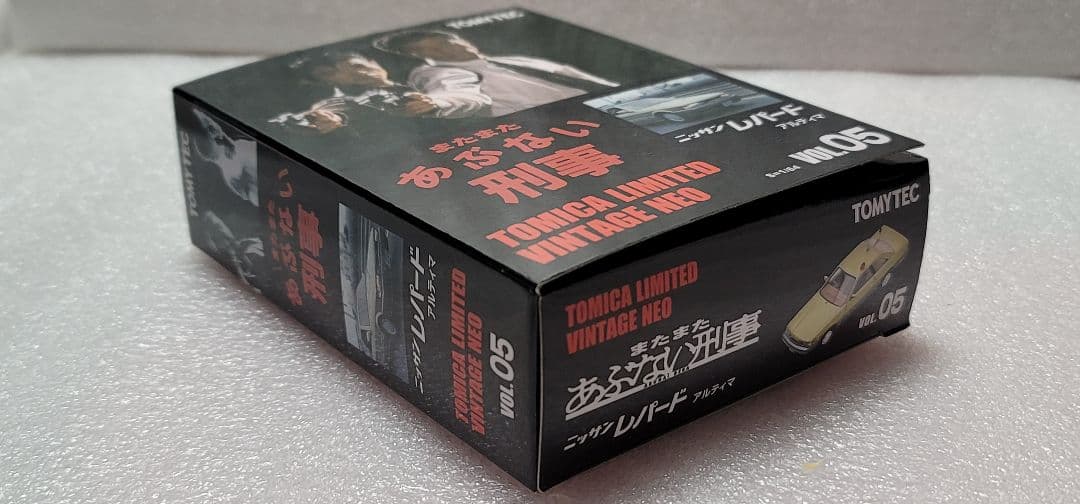 TOMYTEC
またまた
あぶない
刑事
ニッサン レパード
アルティマ
TOMICA LIMITED
VINTAGE NEO
S=1/64
VOL.05
TOMYTEC
またまた
あぶない
刑事
ニッサン レパード
アルティマ
TOMICA LIMITED
VINTAGE NEO
VOL.05
TOMYTEC
TOMICA LIMITED
VINTAGE NEO
またまた
あぶない刑事
ニッサン レパード アルティマ
VOL.05